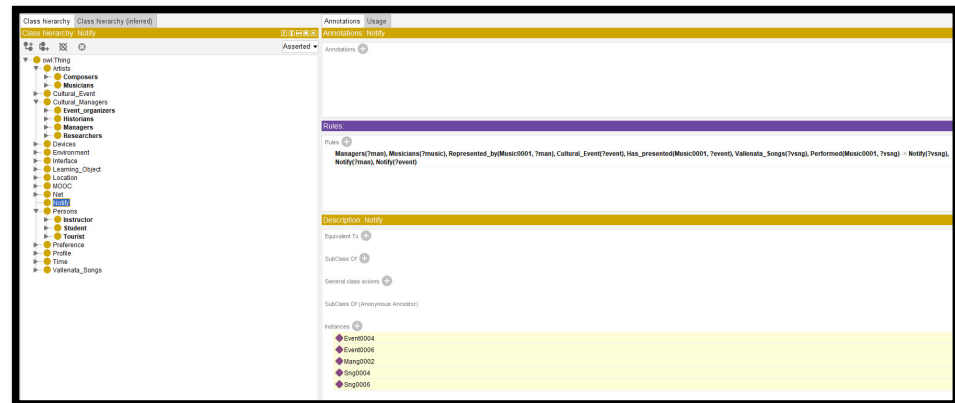 Class hierarchy Class hierarchy (inferred)
Class hierarchy: Notify
Asserted
owl:Thing
Artists
Composers
Musicians
Cultural_Event
Cultural_Managers
Event_organizers
Historians
Managers
Researchers
Devices
Environment
Interface
Learning_Object
Location
MOOC
Net
Notify
Persons
Instructor
Student
Tourist
Preference
Profile
Time
Vallenata_Songs
Annotations Usage
Annotations: Notify
Annotations
Rules:
Rules
Managers(?man), Musicians(?music), Represented_by(Music0001, ?man), Cultural_Event(?event), Has_presented(Music0001, ?event), Vallenata_Songs(?vsng), Performed(Music0001, ?vsng) -> Notify(?vsng),
Notify(?man), Notify(?event)
Description: Notify
Equivalent To
SubClass Of
General class axioms
SubClass Of (Anonymous Ancestor)
Instances
Event0004
Event0006
Mang0002
Sng0004
Sng0006